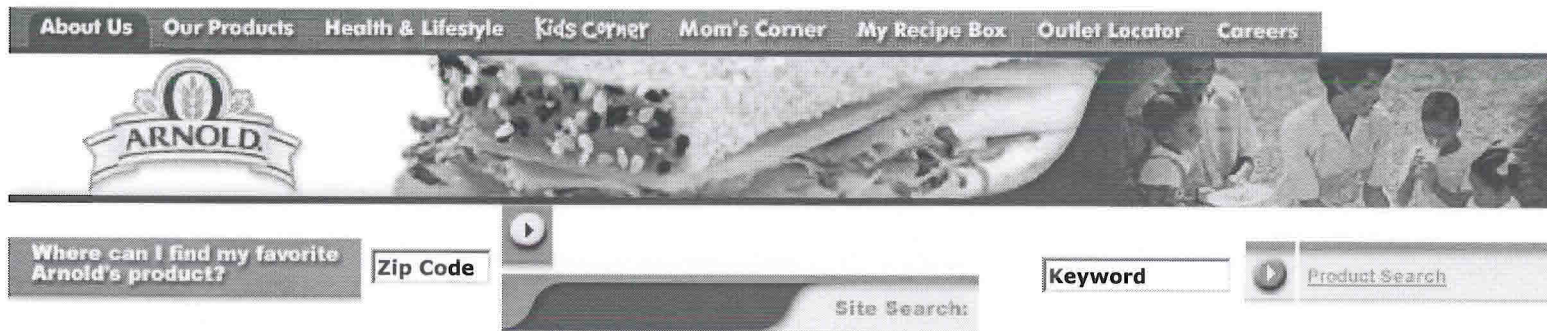 About Us Our Products Health & Lifestyle Kids Corner Mom's Corner My Recipe Box Outlet Locator Careers
ARNOLD
Where can I find my favorite
Arnold's product?
Zip Code
Site Search:
Keyword
Product Search